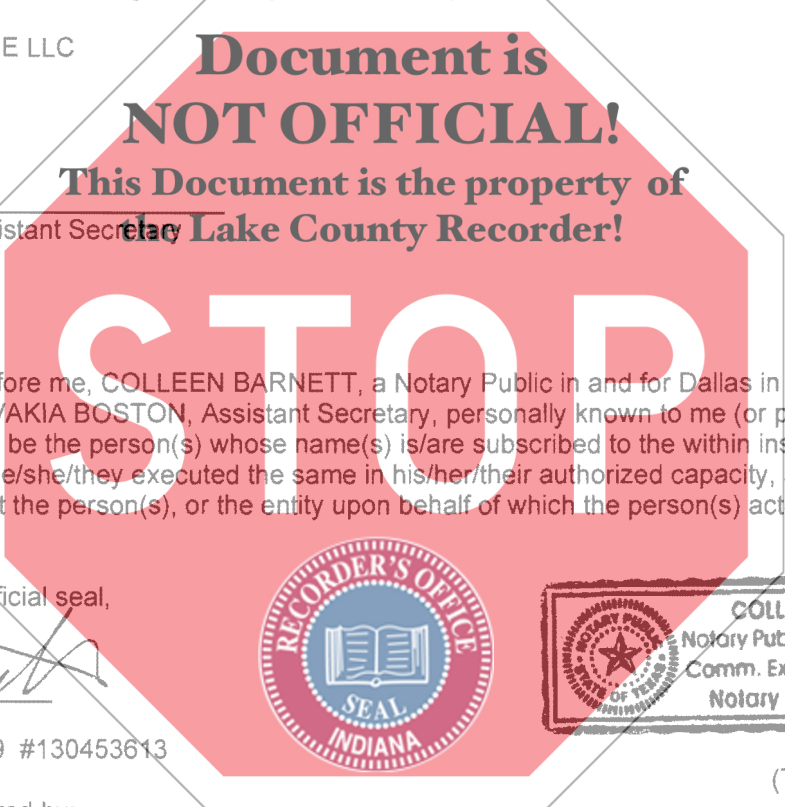 E LLC
Document is
NOT OFFICIAL!
This Document is the property of
the Lake County Recorder!
istant Secretary
STOP
fore me, COLLEEN BARNETT, a Notary Public in and for Dallas in
AKIA BOSTON, Assistant Secretary, personally known to me (or p
be the person(s) whose name(s) is/are subscribed to the within ins
e/she/they executed the same in his/her/their authorized capacity,
t the person(s), or the entity upon behalf of which the person(s) act
ficial seal,
RECORDER'S OFFICE
SEAL
INDIANA
NOTARY PUBLIC
STATE OF TEXAS
COLL
Notary Pub
Comm. Ex
Notary
9 #130453613